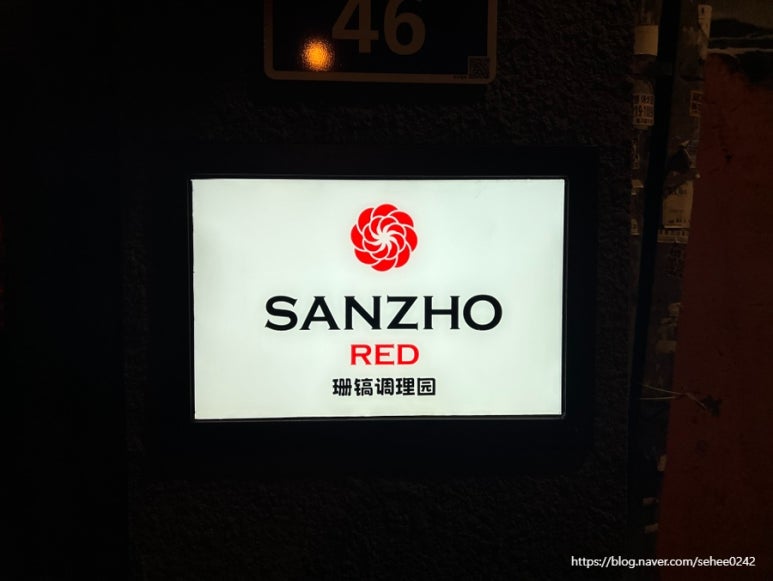 46
SANZHO
RED
珊镐调理园
https://blog.naver.com/sehee0242